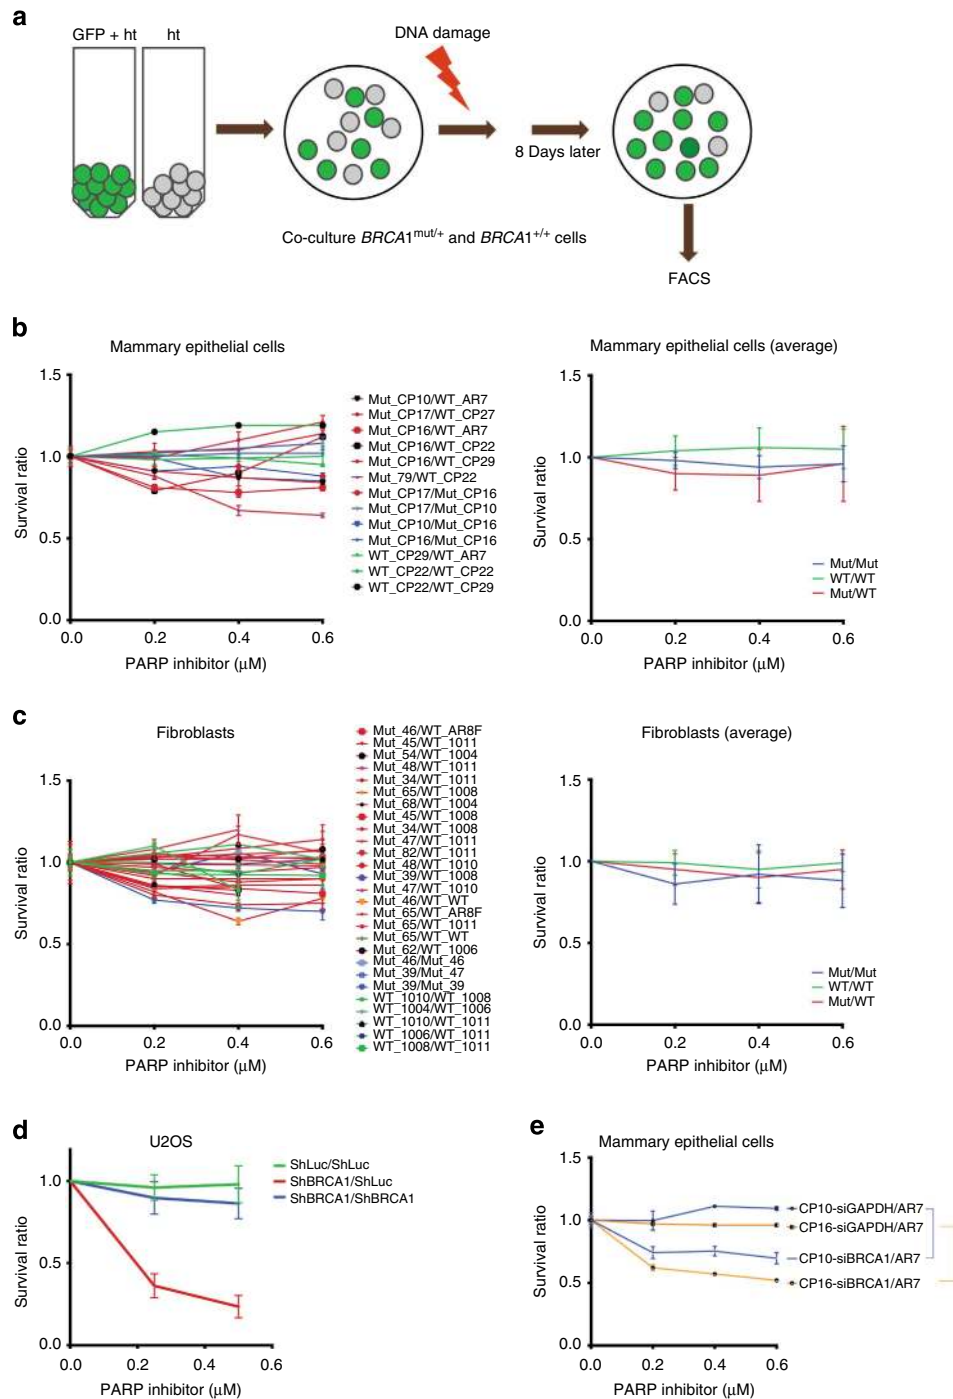 a
GFP + ht
ht
DNA damage
8 Days later
Co-culture BRCA1mut/+ and BRCA1+/+ cells
FACS
b
Mammary epithelial cells
1.5
1.0
0.5
0.0
Survival ratio
0.0 0.2 0.4 0.6
PARP inhibitor (µM)
Mut_CP10/WT_AR7
Mut_CP17/WT_CP27
Mut_CP16/WT_AR7
Mut_CP16/WT_CP22
Mut_CP16/WT_CP29
Mut_79/WT_CP22
Mut_CP17/Mut_CP16
Mut_CP17/Mut_CP10
Mut_CP10/Mut_CP16
Mut_CP16/Mut_CP16
WT_CP29/WT_AR7
WT_CP22/WT_CP22
WT_CP22/WT_CP29
Mammary epithelial cells (average)
1.5
1.0
0.5
0.0
Survival ratio
Mut/Mut
WT/WT
Mut/WT
0.0 0.2 0.4 0.6
PARP inhibitor (µM)
c
Fibroblasts
1.5
1.0
0.5
0.0
Survival ratio
0.0 0.2 0.4 0.6
PARP inhibitor (µM)
Mut_46/WT_AR8F
Mut_45/WT_1011
Mut_54/WT_1004
Mut_48/WT_1011
Mut_34/WT_1011
Mut_65/WT_1008
Mut_68/WT_1004
Mut_45/WT_1008
Mut_34/WT_1008
Mut_47/WT_1011
Mut_82/WT_1011
Mut_48/WT_1010
Mut_39/WT_1008
Mut_47/WT_1010
Mut_46/WT_WT
Mut_65/WT_AR8F
Mut_65/WT_1011
Mut_65/WT_WT
Mut_62/WT_1006
Mut_46/Mut_46
Mut_39/Mut_47
Mut_39/Mut_39
WT_1010/WT_1008
WT_1004/WT_1006
WT_1010/WT_1011
WT_1006/WT_1011
WT_1008/WT_1011
Fibroblasts (average)
1.5
1.0
0.5
0.0
Survival ratio
Mut/Mut
WT/WT
Mut/WT
0.0 0.2 0.4 0.6
PARP inhibitor (µM)
d
U2OS
1.0
0.5
0.0
Survival ratio
0.0 0.2 0.4 0.6
PARP inhibitor (µM)
ShLuc/ShLuc
ShBRCA1/ShLuc
ShBRCA1/ShBRCA1
e
Mammary epithelial cells
1.5
1.0
0.5
0.0
Survival ratio
0.0 0.2 0.4 0.6
PARP inhibitor (µM)
CP10-siGAPDH/AR7
CP16-siGAPDH/AR7
CP10-siBRCA1/AR7
CP16-siBRCA1/AR7